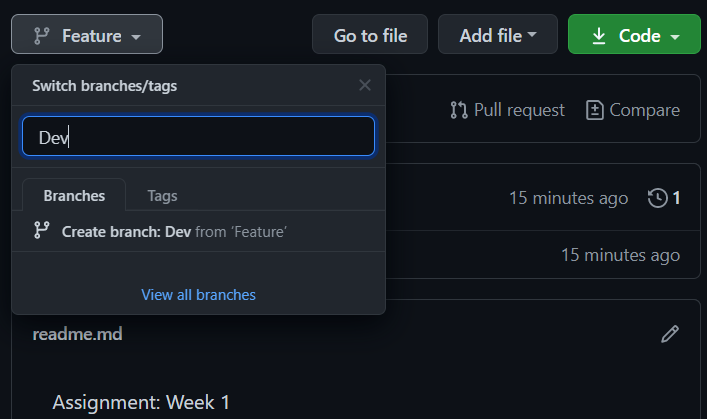 Feature
Go to file
Add file
Code
Switch branches/tags
Dev
Branches
Tags
Create branch: Dev from ‘Feature’
View all branches
Pull request
Compare
15 minutes ago
1
15 minutes ago
readme.md
Assignment: Week 1